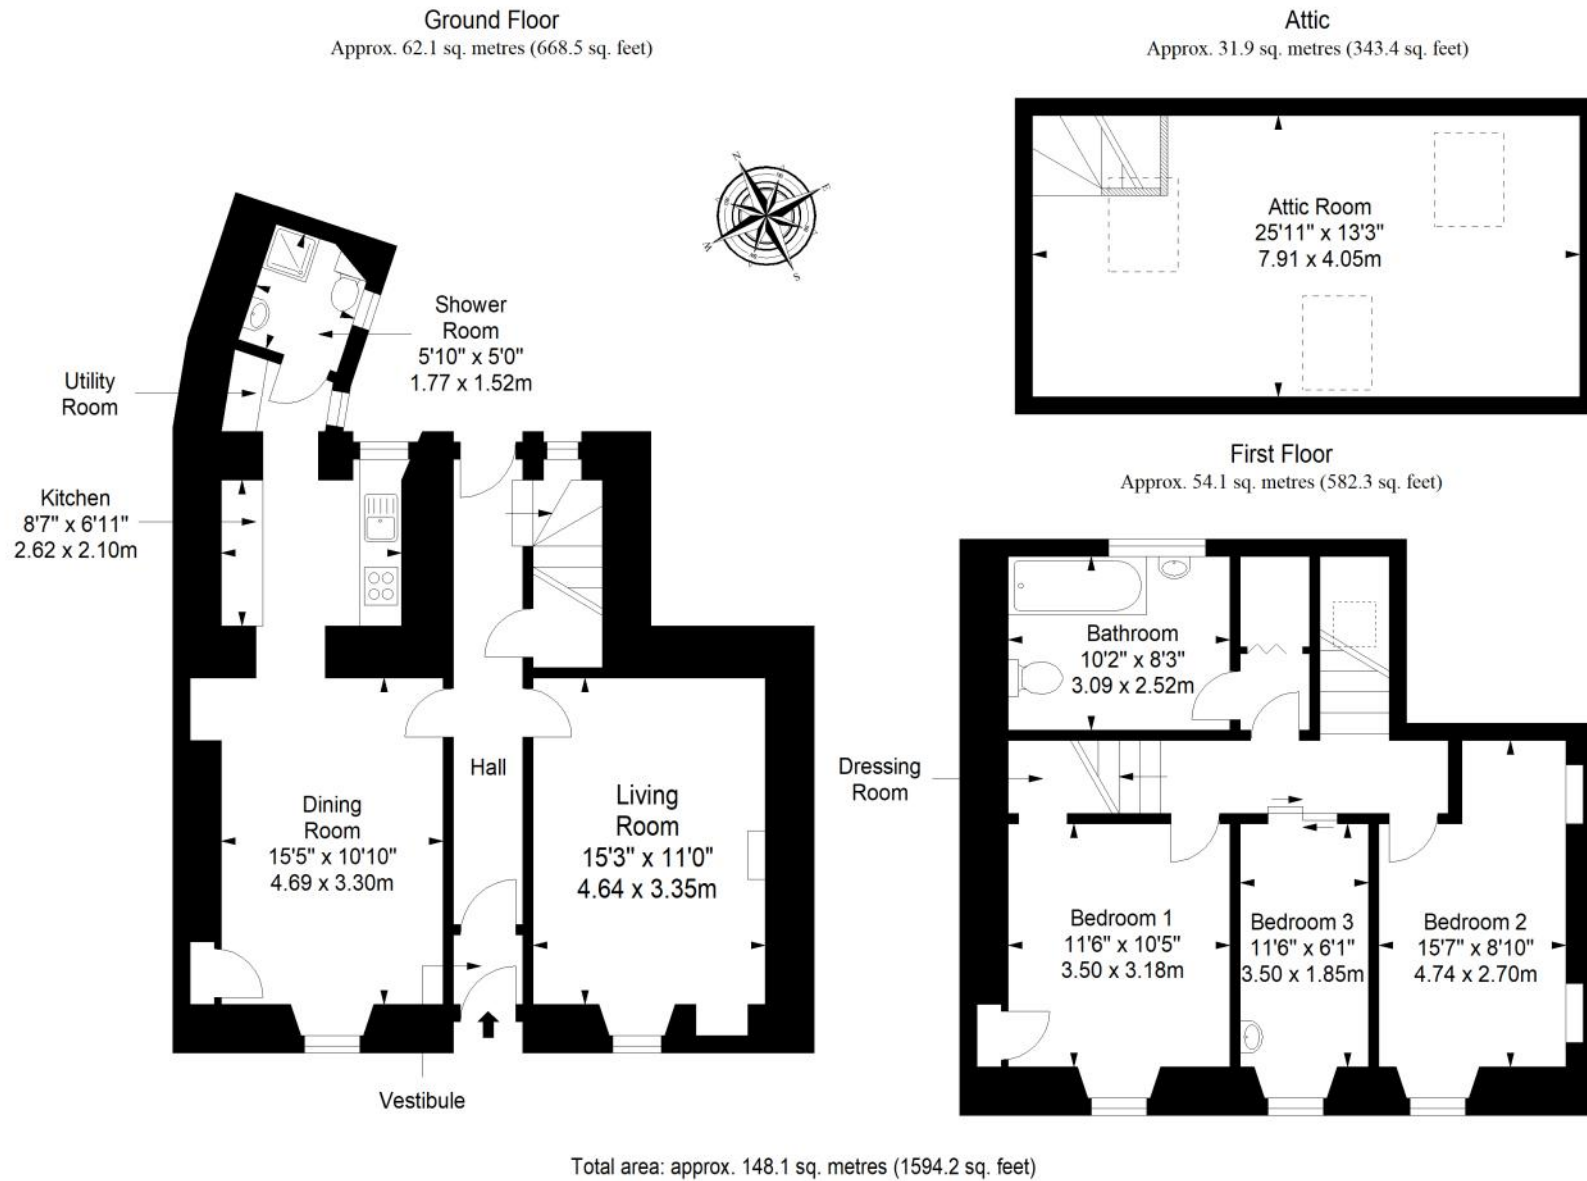 Ground Floor
Approx. 62.1 sq. metres (668.5 sq. feet)
Attic
Approx. 31.9 sq. metres (343.4 sq. feet)
N
E
S
W
Attic Room
25'11" x 13'3"
7.91 x 4.05m
Shower
Room
5'10" x 5'0"
1.77 x 1.52m
Utility
Room
Kitchen
8'7" x 6'11"
2.62 x 2.10m
First Floor
Approx. 54.1 sq. metres (582.3 sq. feet)
Bathroom
10'2" x 8'3"
3.09 x 2.52m
Hall
Dining
Room
15'5" x 10'10"
4.69 x 3.30m
Living
Room
15'3" x 11'0"
4.64 x 3.35m
Dressing
Room
Bedroom 1
11'6" x 10'5"
3.50 x 3.18m
Bedroom 3
11'6" x 6'1"
3.50 x 1.85m
Bedroom 2
15'7" x 8'10"
4.74 x 2.70m
Vestibule
Total area: approx. 148.1 sq. metres (1594.2 sq. feet)